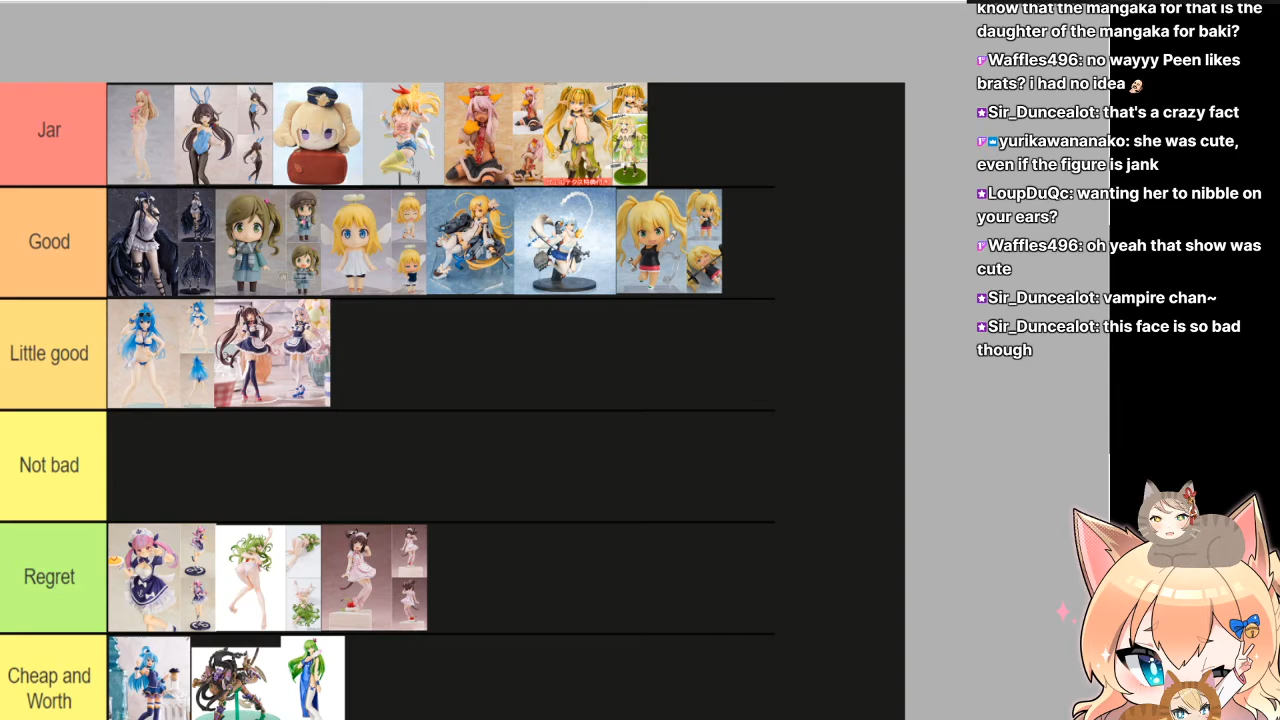 know that the mangaka for that is the
daughter of the mangaka for baki?
Waffles496: no wayyy Peen likes
brats? i had no idea
Sir_Duncealot: that's a crazy fact
yurikawananako: she was cute,
even if the figure is jank
LoupDuQc: wanting her to nibble on
your ears?
Waffles496: oh yeah that show was
cute
Sir_Duncealot: vampire chan~
Sir_Duncealot: this face is so bad
though
Jar
Good
Little good
Not bad
Regret
Cheap and
Worth